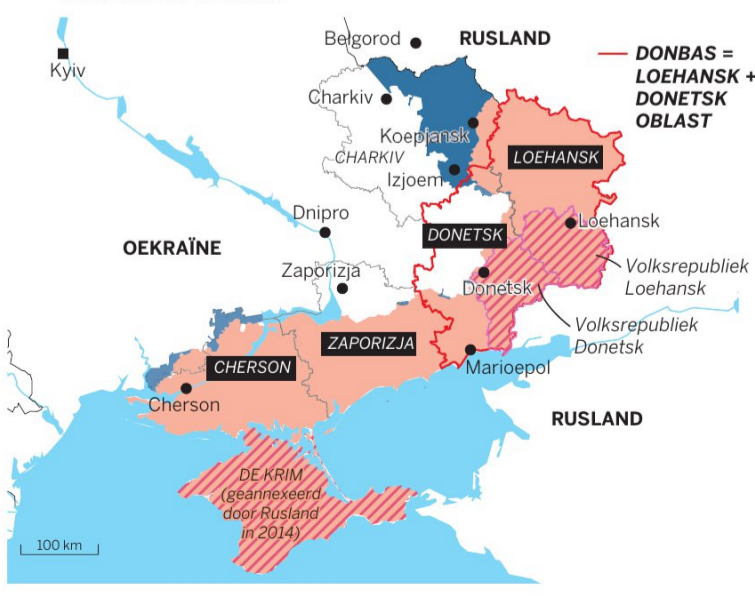 Belgorod
RUSLAND
Kyiv
DONBAS =
LOEHANSK +
DONETSK
OBLAST
Charkiv
Koepjansk
CHARKIV
LOEHANSK
Izjoem
Dnipro
Loehansk
DONETSK
OEKRAÏNE
Zaporizja
Donetsk
Volksrepubliek
Loehansk
Volksrepubliek
Donetsk
ZAPORIZJA
CHERSON
Marioepol
Cherson
RUSLAND
DE KRIM
(geannexeerd
door Rusland
in 2014)
100 km